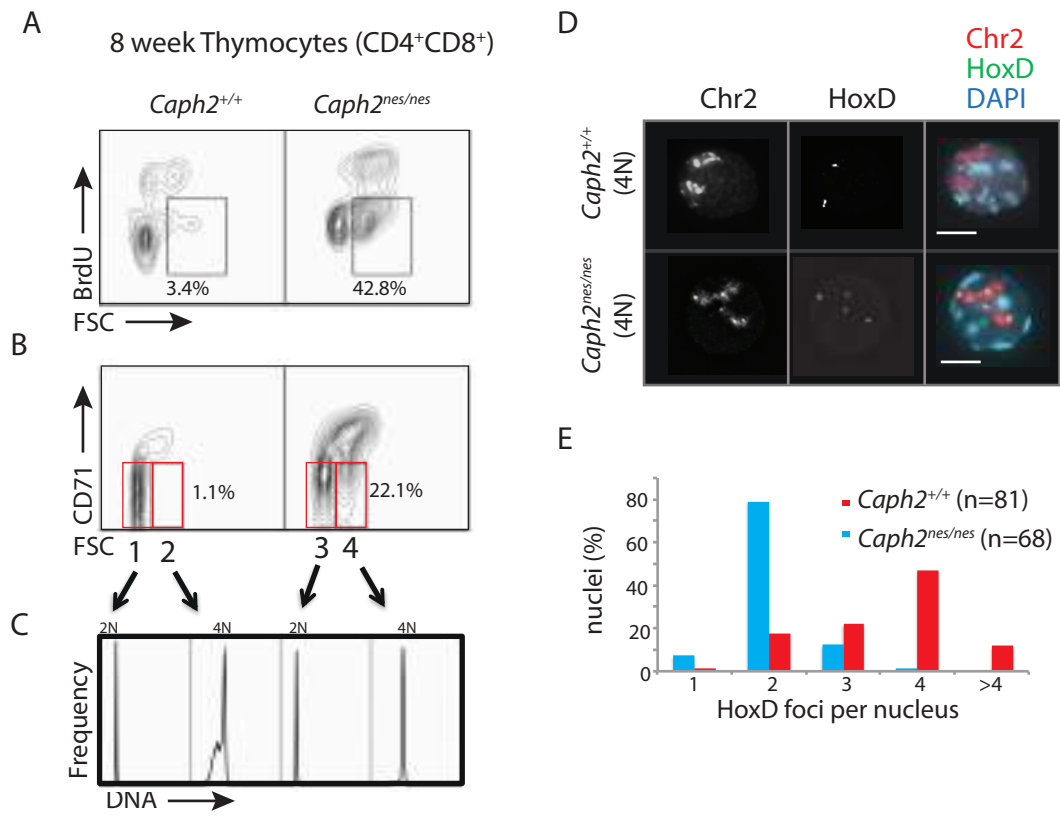 A
8 week Thymocytes (CD4+CD8+)
Caph2+/+
Caph2nes/nes
BrdU
3.4%
42.8%
FSC
B
CD71
1.1%
22.1%
FSC
1
2
3
4
C
2N
4N
2N
4N
Frequency
DNA
D
Chr2
HoxD
DAPI
Chr2
HoxD
Caph2+/+
(4N)
Caph2nes/nes
(4N)
E
nuclei (%)
80
60
40
20
0
Caph2+/+ (n=81)
Caph2nes/nes (n=68)
1
2
3
4
>4
HoxD foci per nucleus